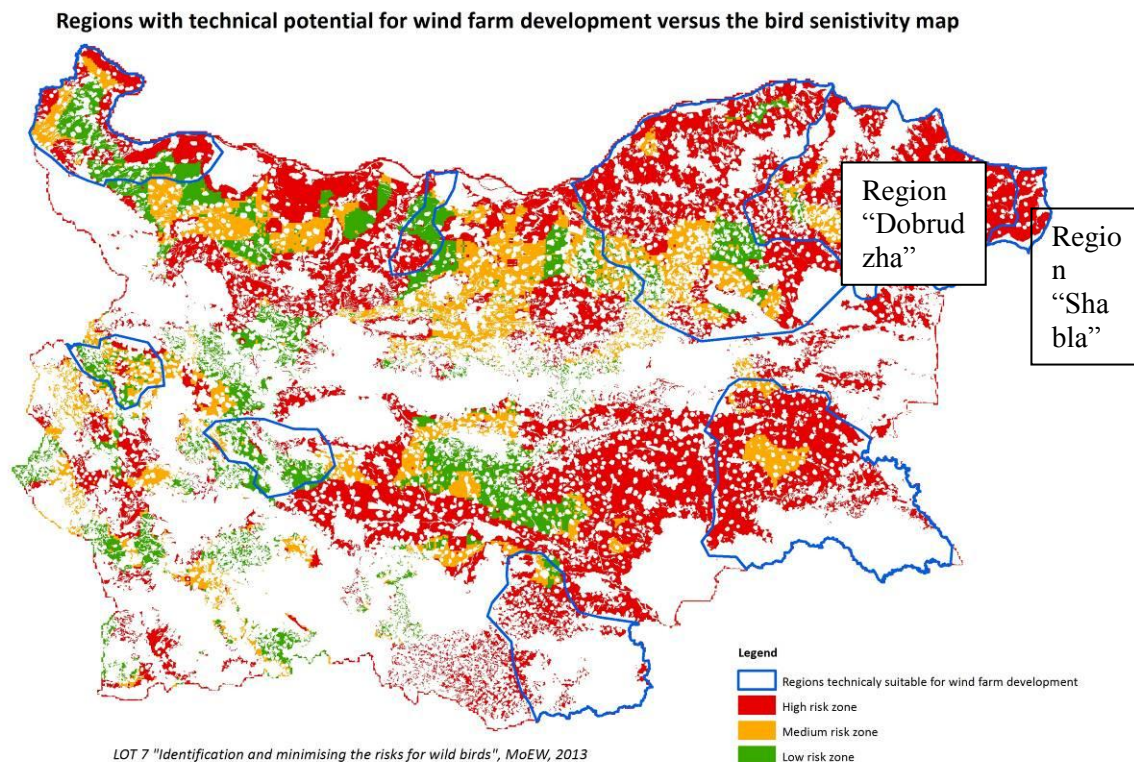 Regions with technical potential for wind farm development versus the bird senistivity map
Region
“Dobrud
zha”
Regio
n
“Sha
bla”
Legend
Regions technicaly suitable for wind farm development
High risk zone
Medium risk zone
Low risk zone
LOT 7 "Identification and minimising the risks for wild birds", MoEW, 2013